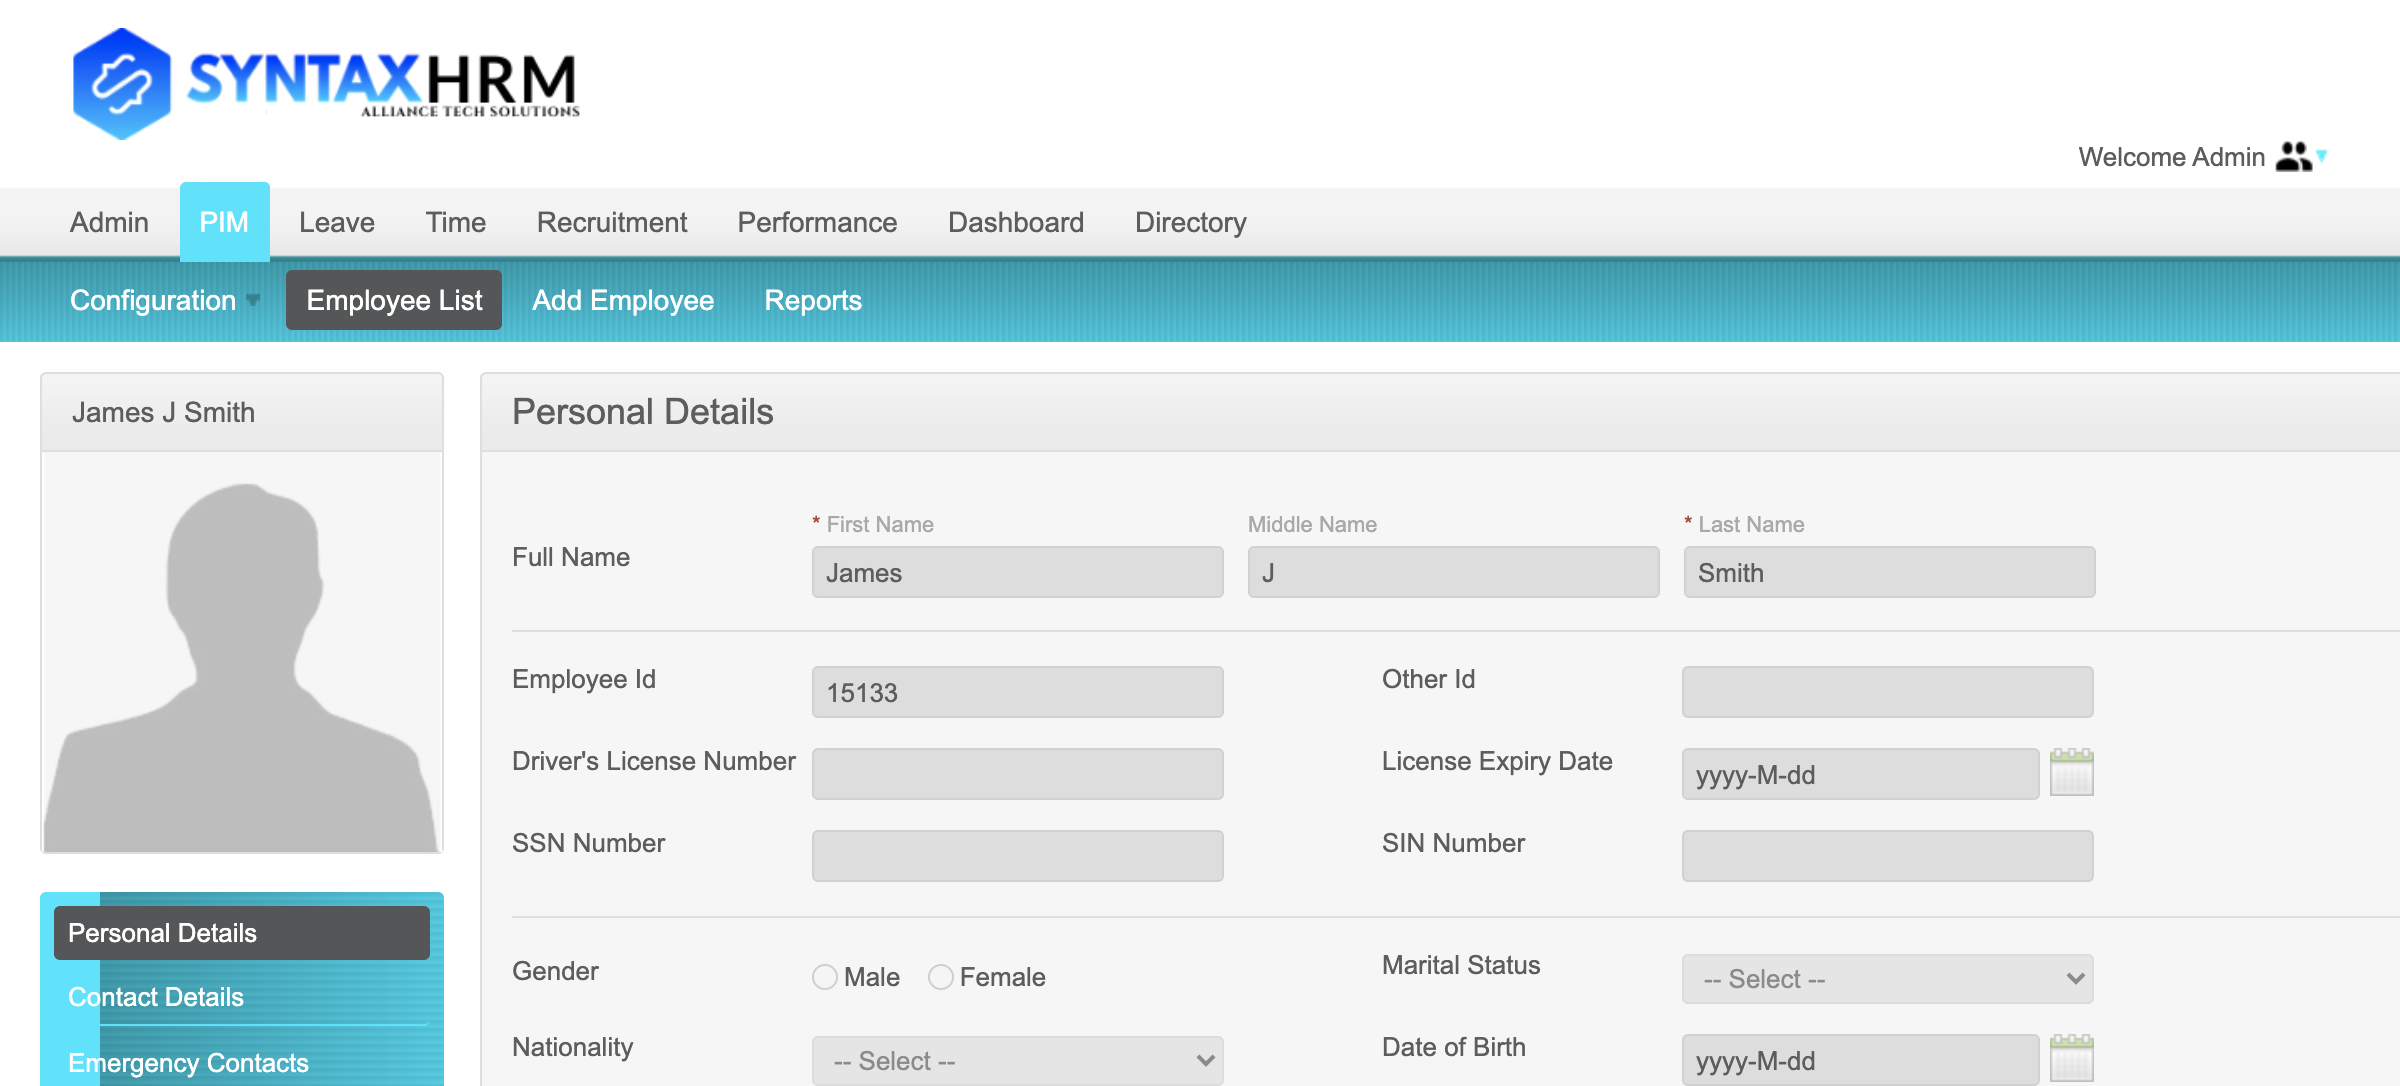 SYNTAXHRM
ALLIANCE TECH SOLUTIONS
Welcome Admin
Admin PIM Leave Time Recruitment Performance Dashboard Directory
Configuration Employee List Add Employee Reports
James J Smith
Personal Details
* First Name Middle Name * Last Name
Full Name James J Smith
Employee Id 15133 Other Id
Driver's License Number License Expiry Date yyyy-M-dd
SSN Number SIN Number
Gender Male Female Marital Status -- Select --
Nationality -- Select -- Date of Birth yyyy-M-dd
Personal Details
Contact Details
Emergency Contacts